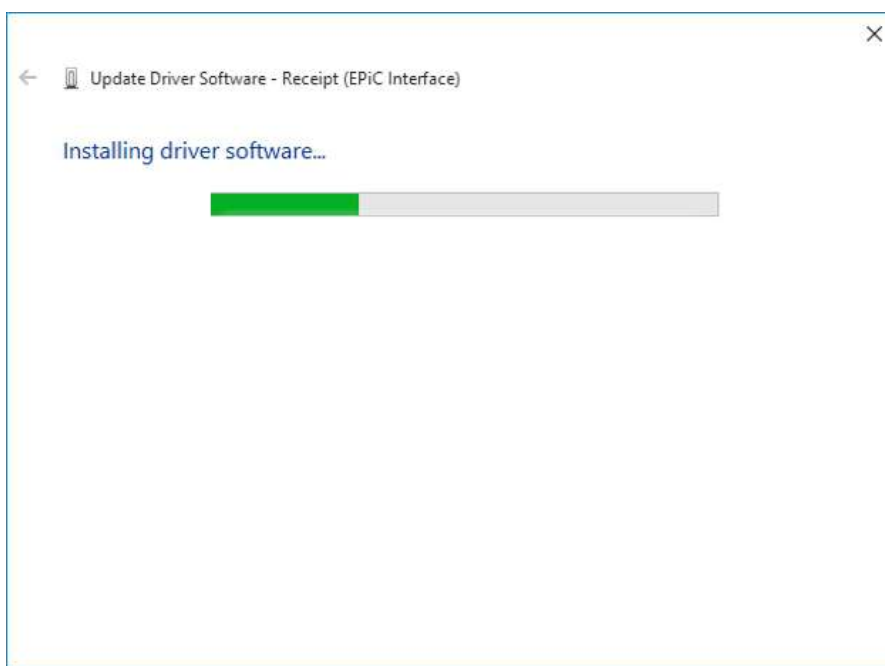 Update Driver Software - Receipt (EPiC Interface)
Installing driver software...